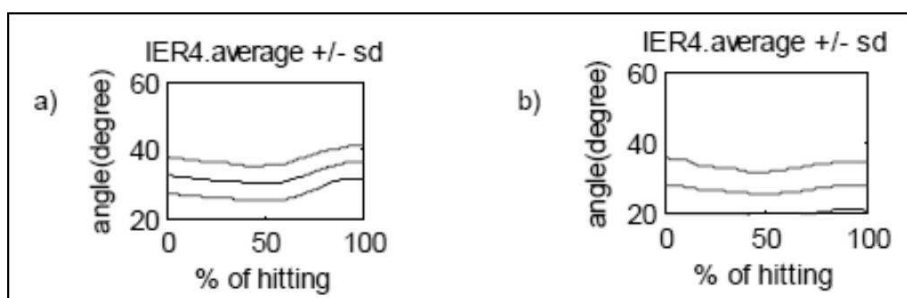 a)
IER4.average +/- sd
angle(degree)
60
40
20
0
50
100
% of hitting
b)
IER4.average +/- sd
angle(degree)
60
40
20
0
50
100
% of hitting